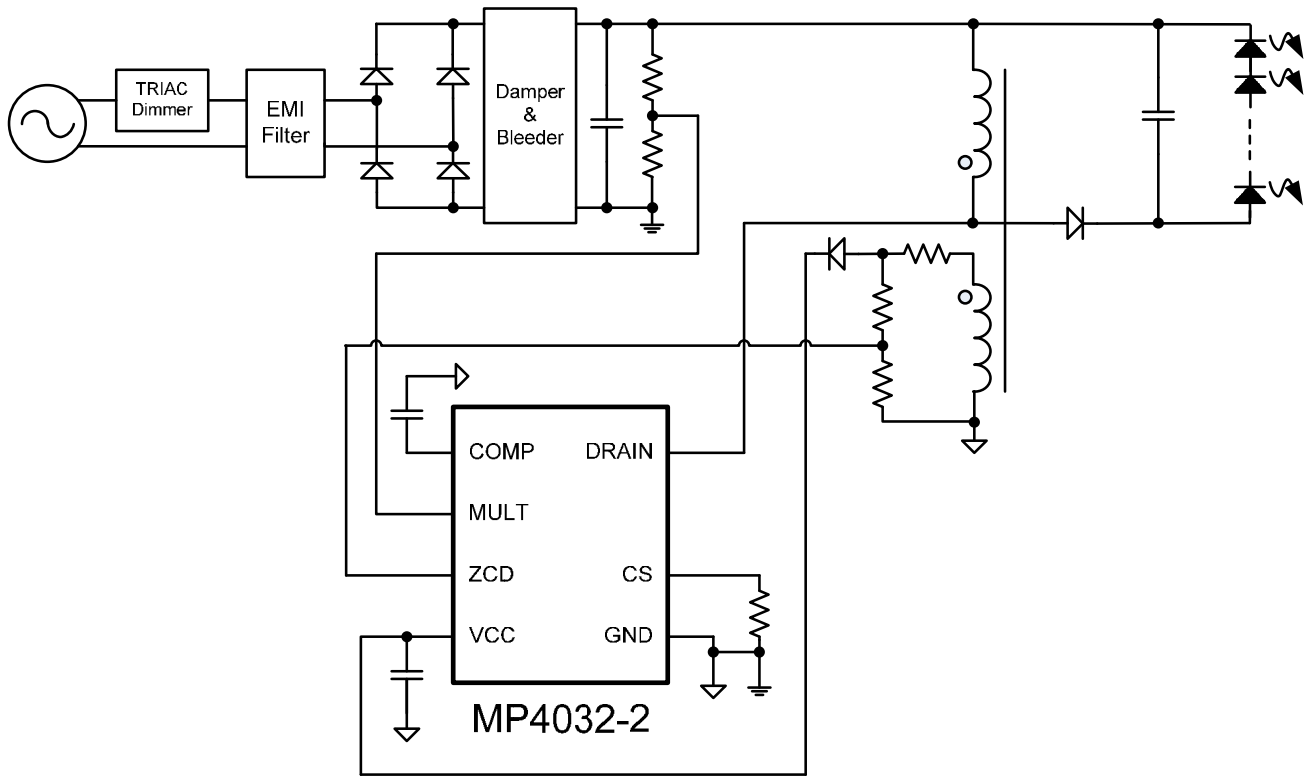 TRIAC
Dimmer
EMI
Filter
Damper
&
Bleeder
COMP
DRAIN
MULT
ZCD
CS
VCC
GND
MP4032-2